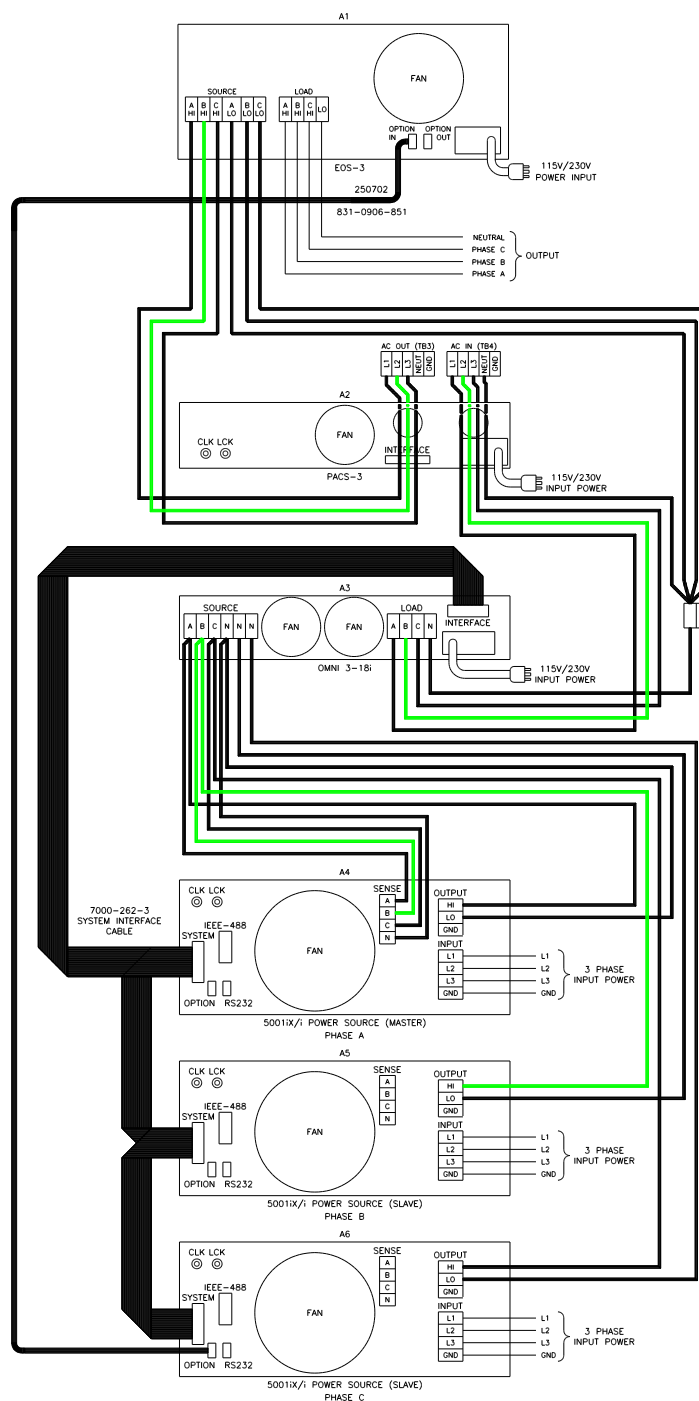 A1
FAN
SOURCE
A HI
B HI
C HI
A LO
B LO
C LO
LOAD
A HI
B HI
C HI
LO
OPTION IN
OPTION OUT
EOS-3
115V/230V
POWER INPUT
250702
831-0906-851
NEUTRAL
PHASE C
PHASE B
PHASE A
OUTPUT
AC OUT (TB3)
L1
L2
L3
NEUT
GND
AC IN (TB4)
L1
L2
L3
NEUT
GND
A2
FAN
CLK LCK
INTERFACE
PACS-3
115V/230V
INPUT POWER
A3
SOURCE
A B C N N N
FAN
FAN
LOAD
A B C N
INTERFACE
OMNI 3-18i
115V/230V
INPUT POWER
7000-262-3
SYSTEM INTERFACE
CABLE
A4
CLK LCK
SYSTEM
IEEE-488
FAN
SENSE
A
B
C
N
OUTPUT
HI
LO
GND
INPUT
L1 L1
L2 L2
L3 L3
GND GND
3 PHASE
INPUT POWER
OPTION RS232
5001iX/i POWER SOURCE (MASTER)
PHASE A
A5
CLK LCK
IEEE-488
SYSTEM
FAN
SENSE
A
B
C
N
OUTPUT
HI
LO
GND
INPUT
L1 L1
L2 L2
L3 L3
GND GND
3 PHASE
INPUT POWER
OPTION RS232
5001iX/i POWER SOURCE (SLAVE)
PHASE B
A6
CLK LCK
IEEE-488
SYSTEM
FAN
SENSE
A
B
C
N
OUTPUT
HI
LO
GND
INPUT
L1 L1
L2 L2
L3 L3
GND GND
3 PHASE
INPUT POWER
OPTION RS232
5001iX/i POWER SOURCE (SLAVE)
PHASE C